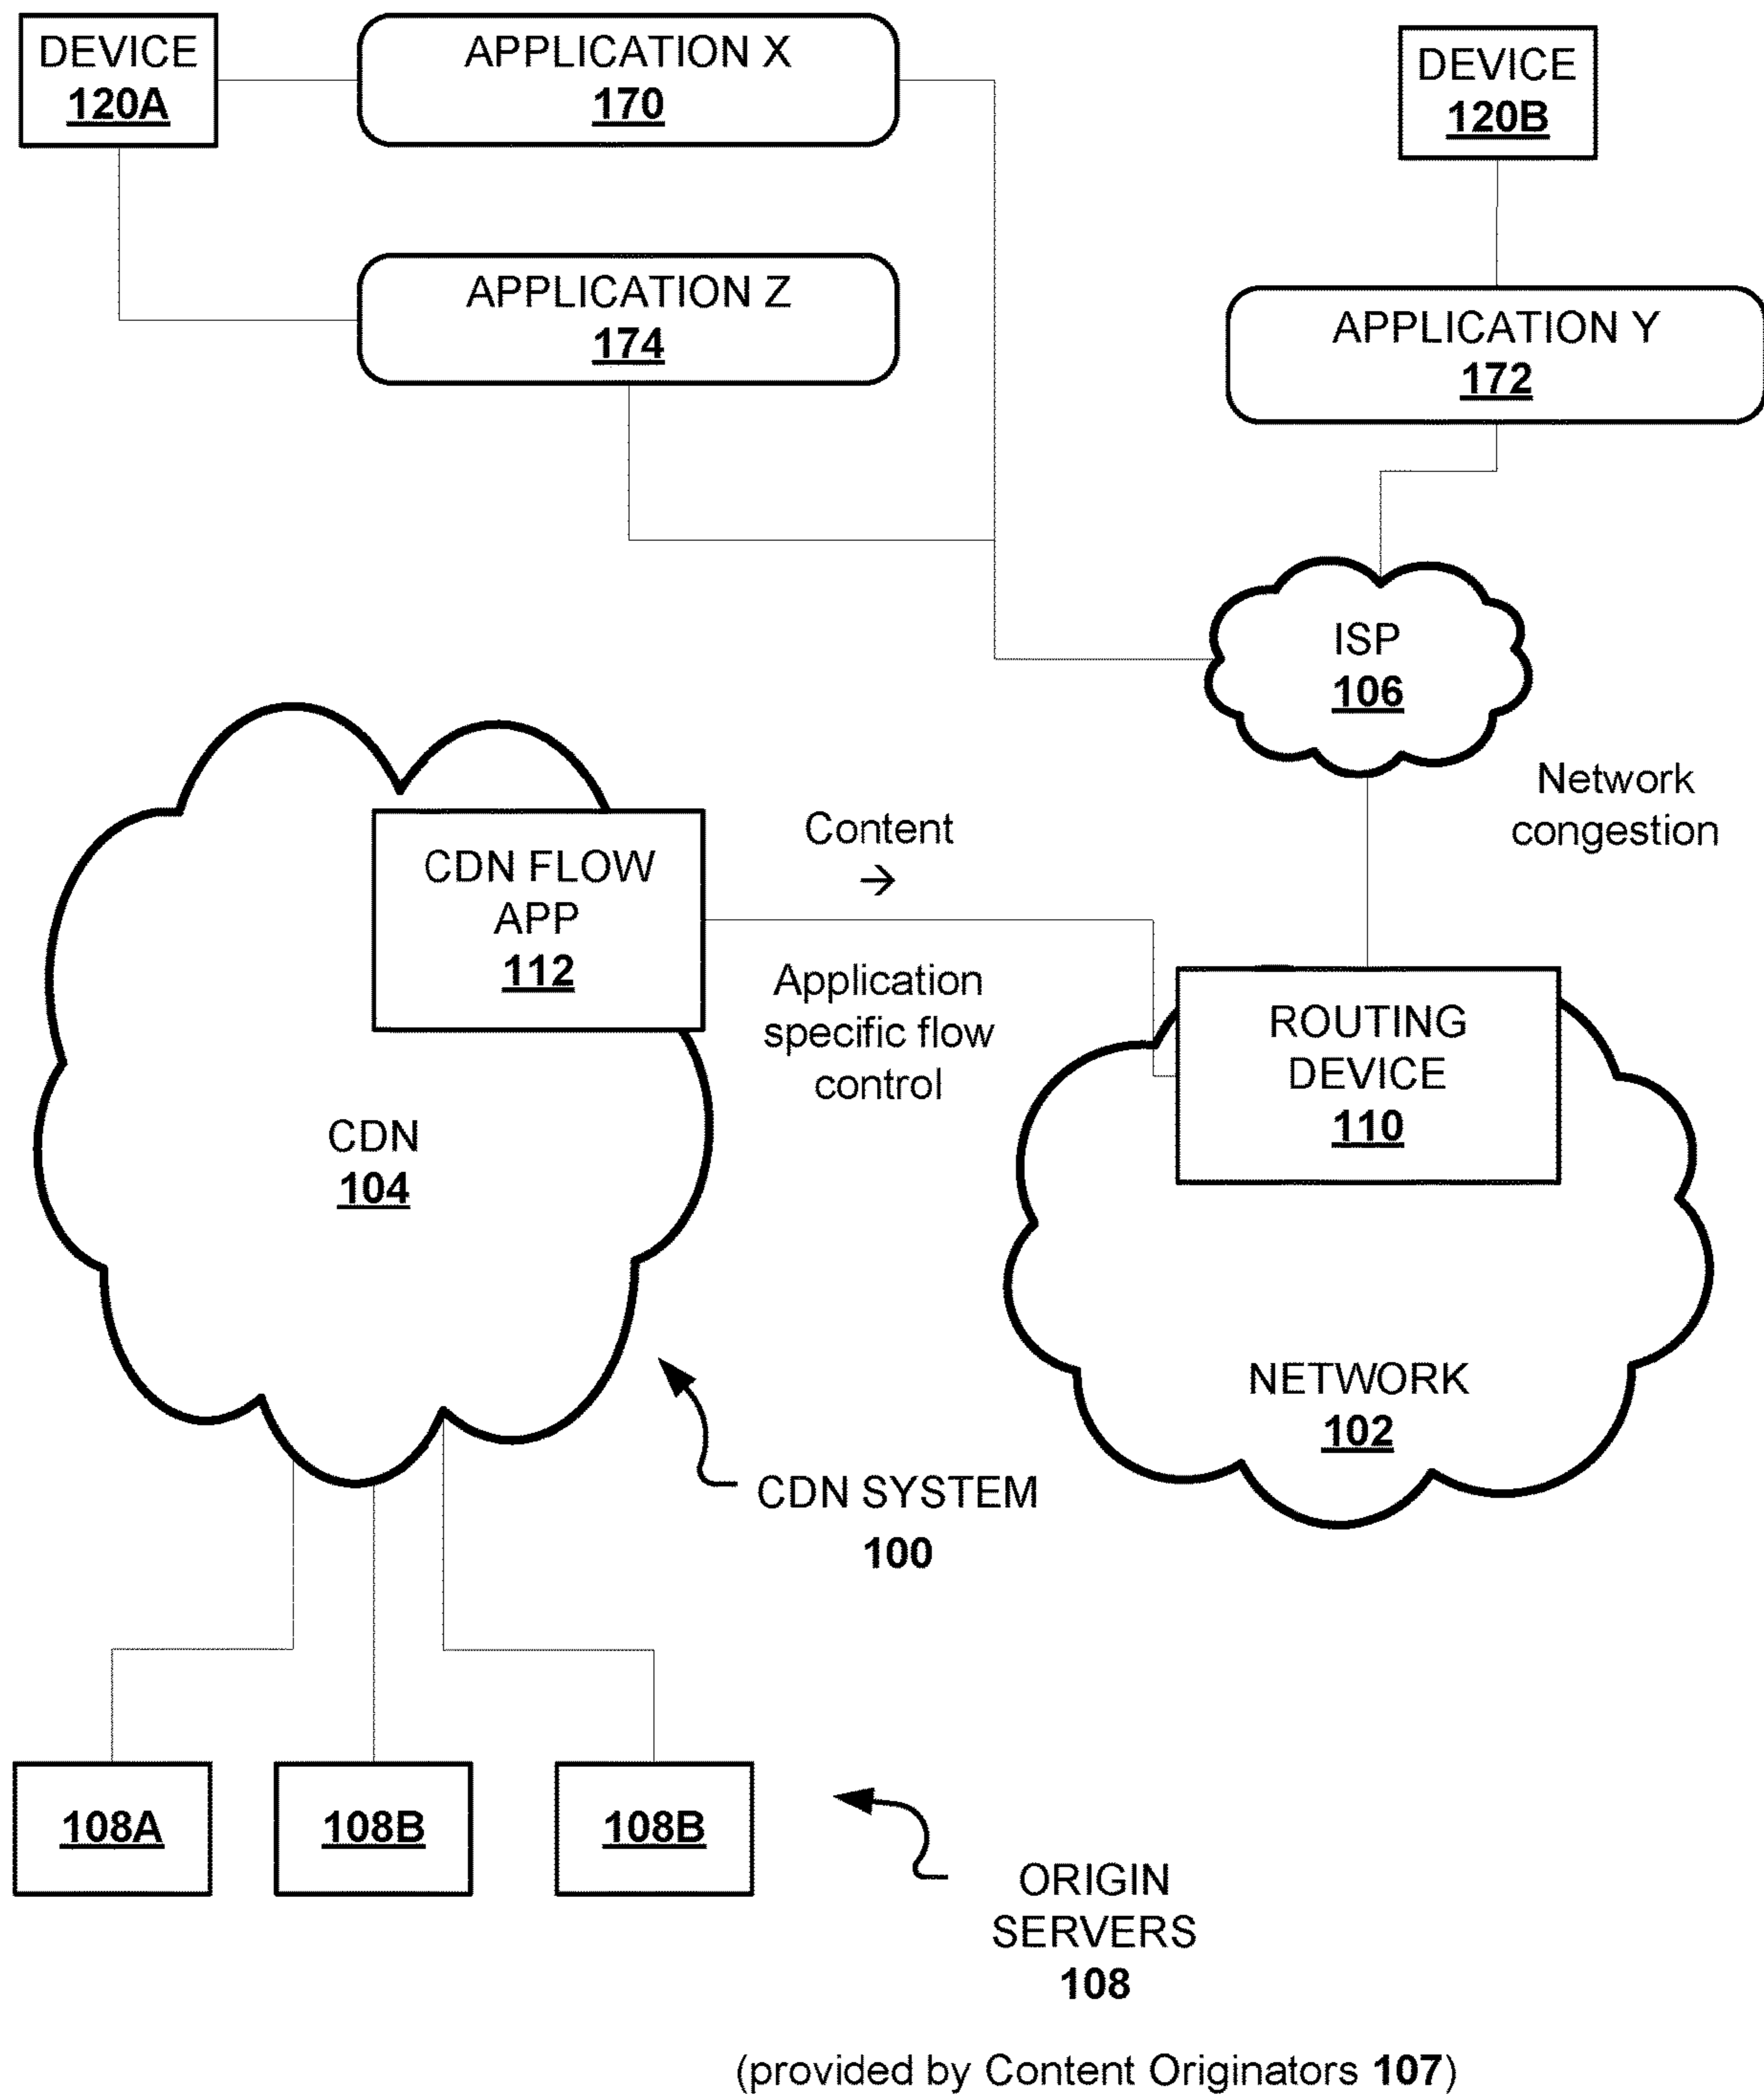 DEVICE
120A
APPLICATION X
170
DEVICE
120B
APPLICATION Z
174
APPLICATION Y
172
ISP
106
Network
congestion
Content
→
CDN FLOW
APP
112
Application
specific flow
control
ROUTING
DEVICE
110
CDN
104
NETWORK
102
CDN SYSTEM
100
108A
108B
108B
ORIGIN
SERVERS
108
(provided by Content Originators 107)